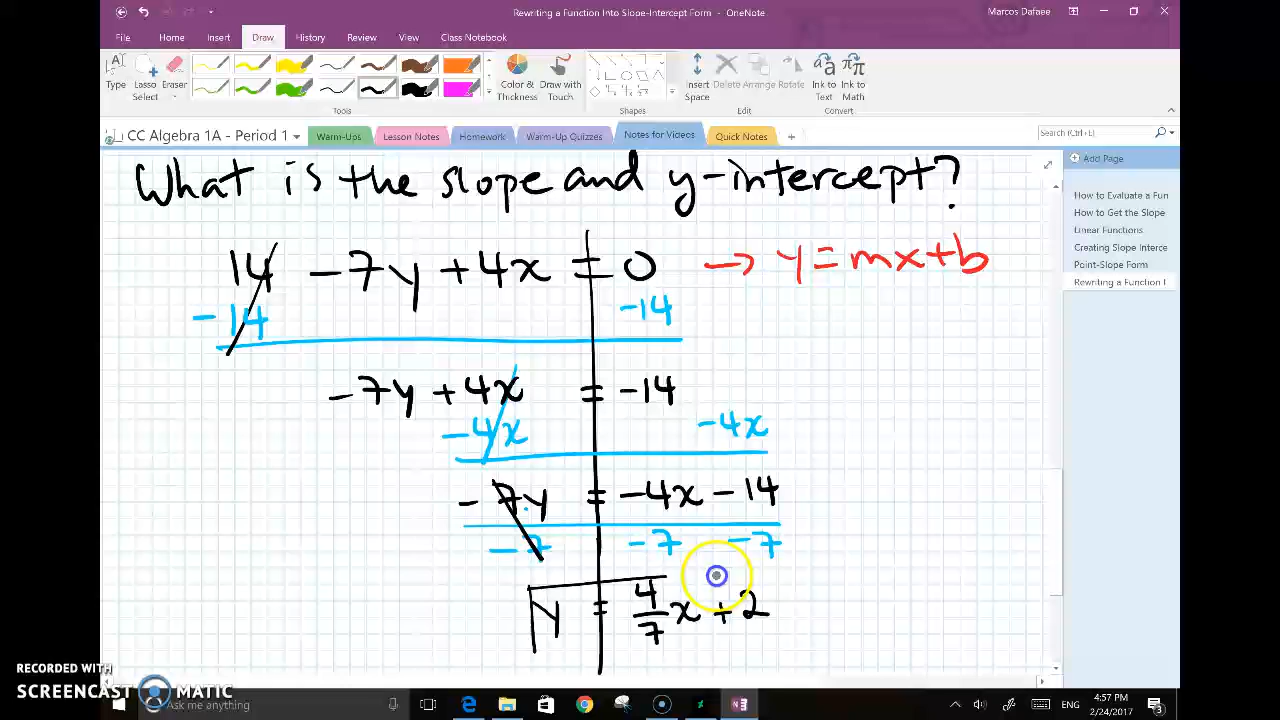 Rewriting a Function Into Slope-Intercept Form - OneNote
Marcos Dafaee
File Home Insert Draw History Review View Class Notebook
Type Lasso Select Eraser Color & Thickness Draw with Touch Insert Space Delete Arrange Rotate Ink to Text Ink to Math
Tools Shapes Edit Convert
CC Algebra 1A - Period 1 Warm-Ups Lesson Notes Homework Warm-Up Quizzes Notes for Videos Quick Notes + Search (Ctrl+E)
Add Page
How to Evaluate a Fun
How to Get the Slope
Linear Functions
Creating Slope Interce
Point-Slope Form
Rewriting a Function I
What is the slope and y-intercept?
14 -7y +4x = 0 → y = mx+b
-14 -14
-7y +4x = -14
-4x -4x
-7·y = -4x -14
-7 -7 -7
y = 4/7 x + 2
RECORDED WITH
SCREENCAST MATIC
Ask me anything
ENG
4:57 PM
2/24/2017
3